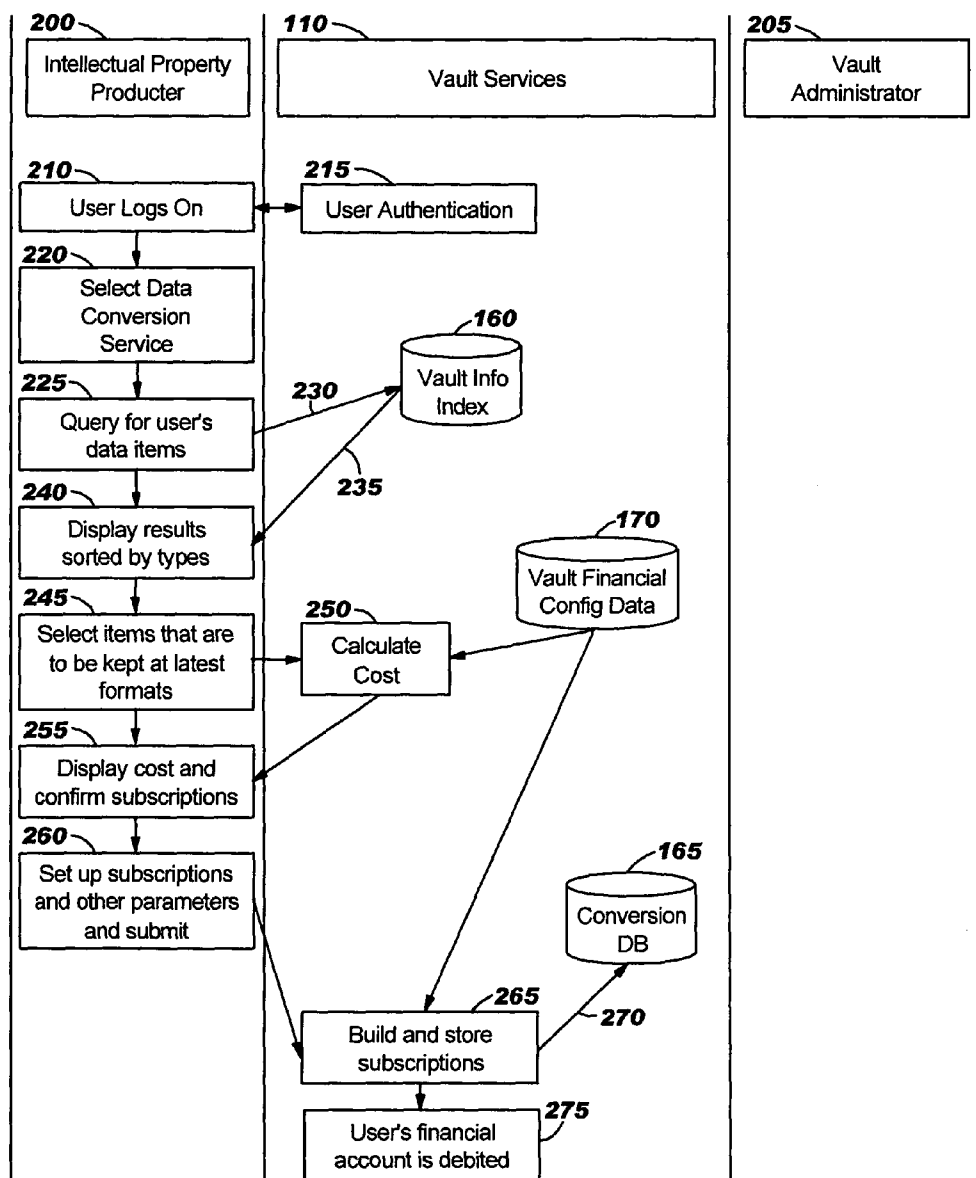 200
110
205
Intellectual Property
Producter
Vault Services
Vault
Administrator
210
User Logs On
215
User Authentication
220
Select Data
Conversion
Service
160
Vault Info
Index
225
Query for user's
data items
230
235
240
Display results
sorted by types
170
Vault Financial
Config Data
245
Select items that are
to be kept at latest
formats
250
Calculate
Cost
255
Display cost and
confirm subscriptions
260
Set up subscriptions
and other parameters
and submit
165
Conversion
DB
265
Build and store
subscriptions
270
275
User's financial
account is debited